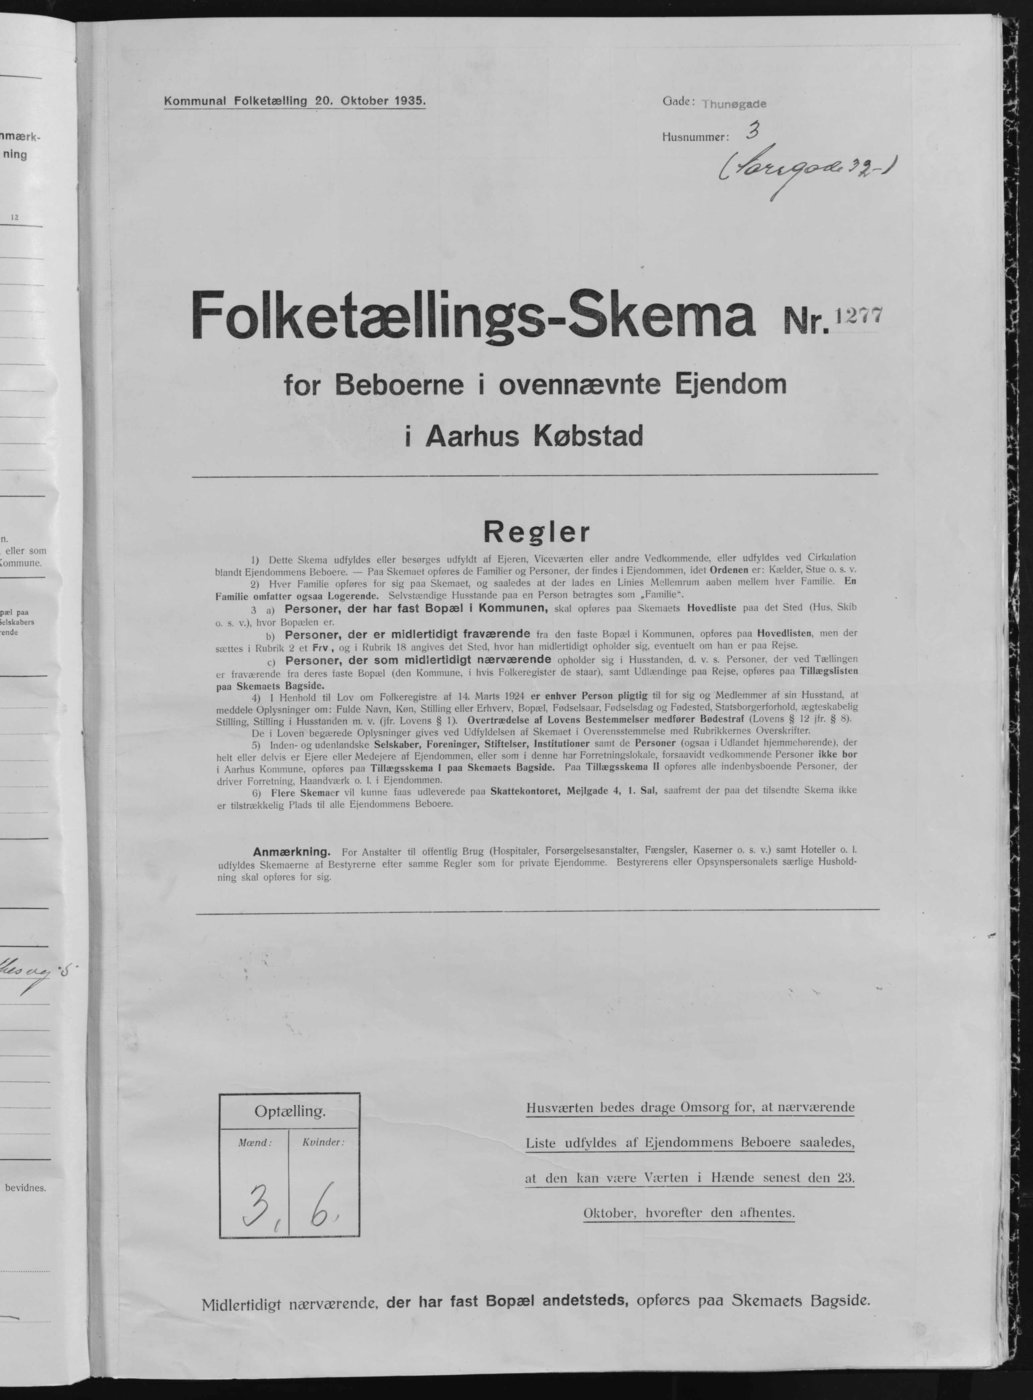 nmærk-
ning
12
n.
, eller som
Kommune.
pæl paa
Selskabers
ende
bevidnes.
Kommunal Folketælling 20. Oktober 1935.
Gade: Thunøgade
Husnummer: 3
32-)
Folketællings-Skema Nr. 1277
for Beboerne i ovennævnte Ejendom
i Aarhus Købstad
Regler
1) Dette Skema udfyldes eller besørges udfyldt af Ejeren, Viceværten eller andre Vedkommende, eller udfyldes ved Cirkulation
blandt Ejendommens Beboere. — Paa Skemaet opføres de Familier og Personer, der findes i Ejendommen, idet Ordenen er: Kælder, Stue o. s. v.
2) Hver Familie opføres for sig paa Skemaet, og saaledes at der lades en Linies Mellemrum aaben mellem hver Familie. En
Familie omfatter ogsaa Logerende. Selvstændige Husstande paa en Person betragtes som „Familie".
3 a) Personer, der har fast Bopæl i Kommunen, skal opføres paa Skemaets Hovedliste paa det Sted (Hus, Skib
o. s. v.), hvor Bopælen er.
b) Personer, der er midlertidigt fraværende fra den faste Bopæl i Kommunen, opføres paa Hovedlisten, men der
sættes i Rubrik 2 et Frv, og i Rubrik 18 angives det Sted, hvor han midlertidigt opholder sig, eventuelt om han er paa Rejse.
c) Personer, der som midlertidigt nærværende opholder sig i Husstanden, d. v. s. Personer, der ved Tællingen
er fraværende fra deres faste Bopæl (den Kommune, i hvis Folkeregister de staar), samt Udlændinge paa Rejse, opføres paa Tillægslisten
paa Skemaets Bagside.
4) I Henhold til Lov om Folkeregistre af 14. Marts 1924 er enhver Person pligtig til for sig og Medlemmer af sin Husstand, at
meddele Oplysninger om: Fulde Navn, Køn, Stilling eller Erhverv, Bopæl, Fødselsaar, Fødselsdag og Fødested, Statsborgerforhold, ægteskabelig
Stilling, Stilling i Husstanden m. v. (jfr. Lovens § 1). Overtrædelse af Lovens Bestemmelser medfører Bødestraf (Lovens § 12 jfr. § 8).
De i Loven begærede Oplysninger gives ved Udfyldelsen af Skemaet i Overensstemmelse med Rubrikkernes Overskrifter.
5) Inden- og udenlandske Selskaber, Foreninger, Stiftelser, Institutioner samt de Personer (ogsaa i Udlandet hjemmehørende), der
helt eller delvis er Ejere eller Medejere af Ejendommen, eller som i denne har Forretningslokale, forsaavidt vedkommende Personer ikke bor
i Aarhus Kommune, opføres paa Tillægsskema I paa Skemaets Bagside. Paa Tillægsskema II opføres alle indenbysboende Personer, der
driver Forretning, Haandværk o. l. i Ejendommen.
6) Flere Skemaer vil kunne faas udleverede paa Skattekontoret, Mejlgade 4, 1. Sal, saafremt der paa det tilsendte Skema ikke
er tilstrækkelig Plads til alle Ejendommens Beboere.
Anmærkning. For Anstalter til offentlig Brug (Hospitaler, Forsørgelsesanstalter, Fængsler, Kaserner o. s. v.) samt Hoteller o. l.
udfyldes Skemaerne af Bestyrerne efter samme Regler som for private Ejendomme. Bestyrerens eller Opsynspersonalets særlige Hushold-
ning skal opføres for sig.
Optælling.
Mænd: Kvinder:
3, 6,
Husværten bedes drage Omsorg for, at nærværende
Liste udfyldes af Ejendommens Beboere saaledes,
at den kan være Værten i Hænde senest den 23.
Oktober, hvorefter den afhentes.
Midlertidigt nærværende, der har fast Bopæl andetsteds, opføres paa Skemaets Bagside.